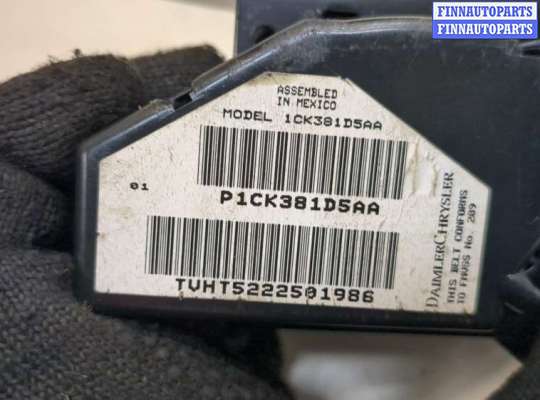 FINNAUTOPARTS
FINNAUTOPARTS
ASSEMBLED
IN MEXICO
MODEL 1CK381D5AA
01
P1CK381D5AA
TVHT5222501986
DAIMLERCHRYSLER
THIS BELT CONFORMS
TO FMVSS No. 209